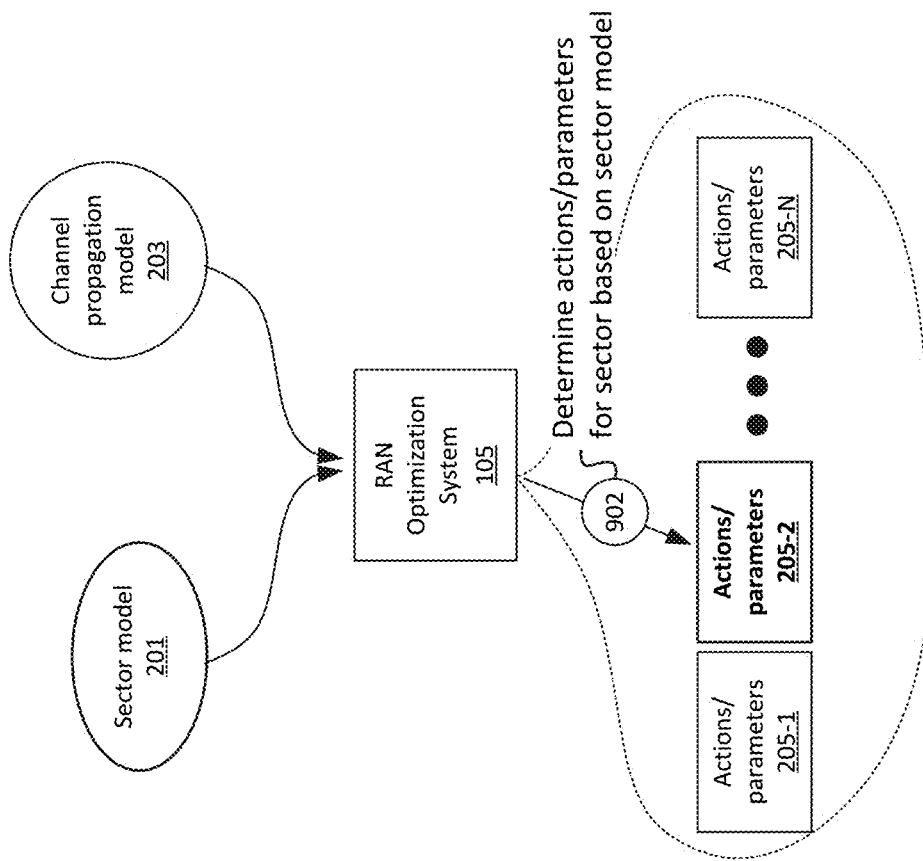 Sector model
201
Channel
propagation
model
203
RAN
Optimization
System
105
902
Determine actions/parameters
for sector based on sector model
Actions/
parameters
205-1
Actions/
parameters
205-2
Actions/
parameters
205-N